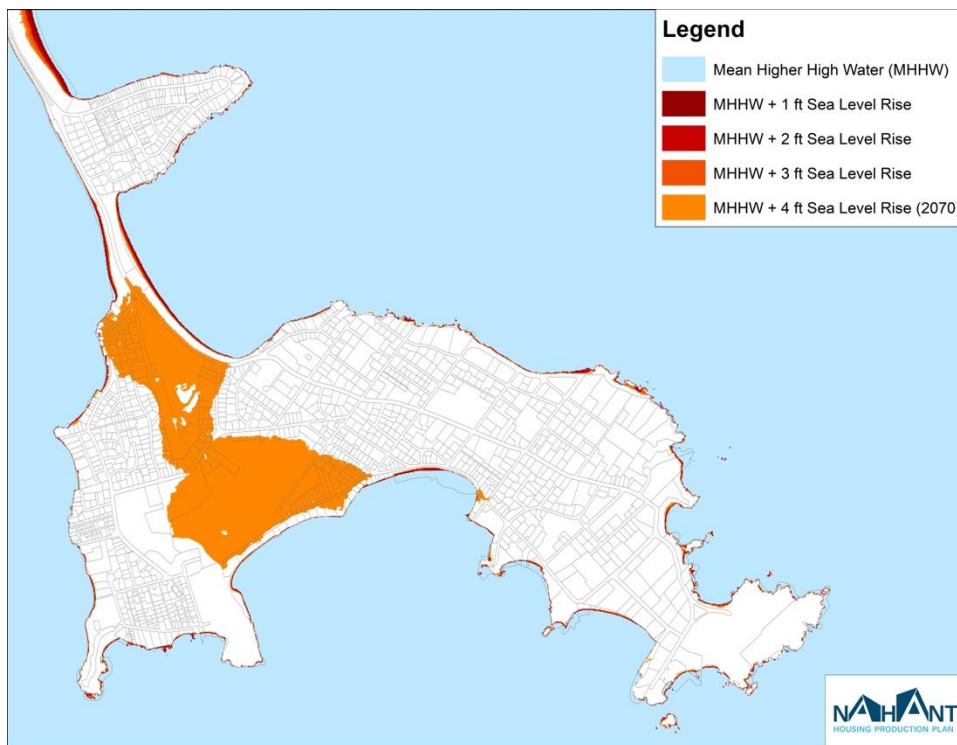 Legend
Mean Higher High Water (MHHW)
MHHW + 1 ft Sea Level Rise
MHHW + 2 ft Sea Level Rise
MHHW + 3 ft Sea Level Rise
MHHW + 4 ft Sea Level Rise (2070)
NAHANT
HOUSING PRODUCTION PLAN